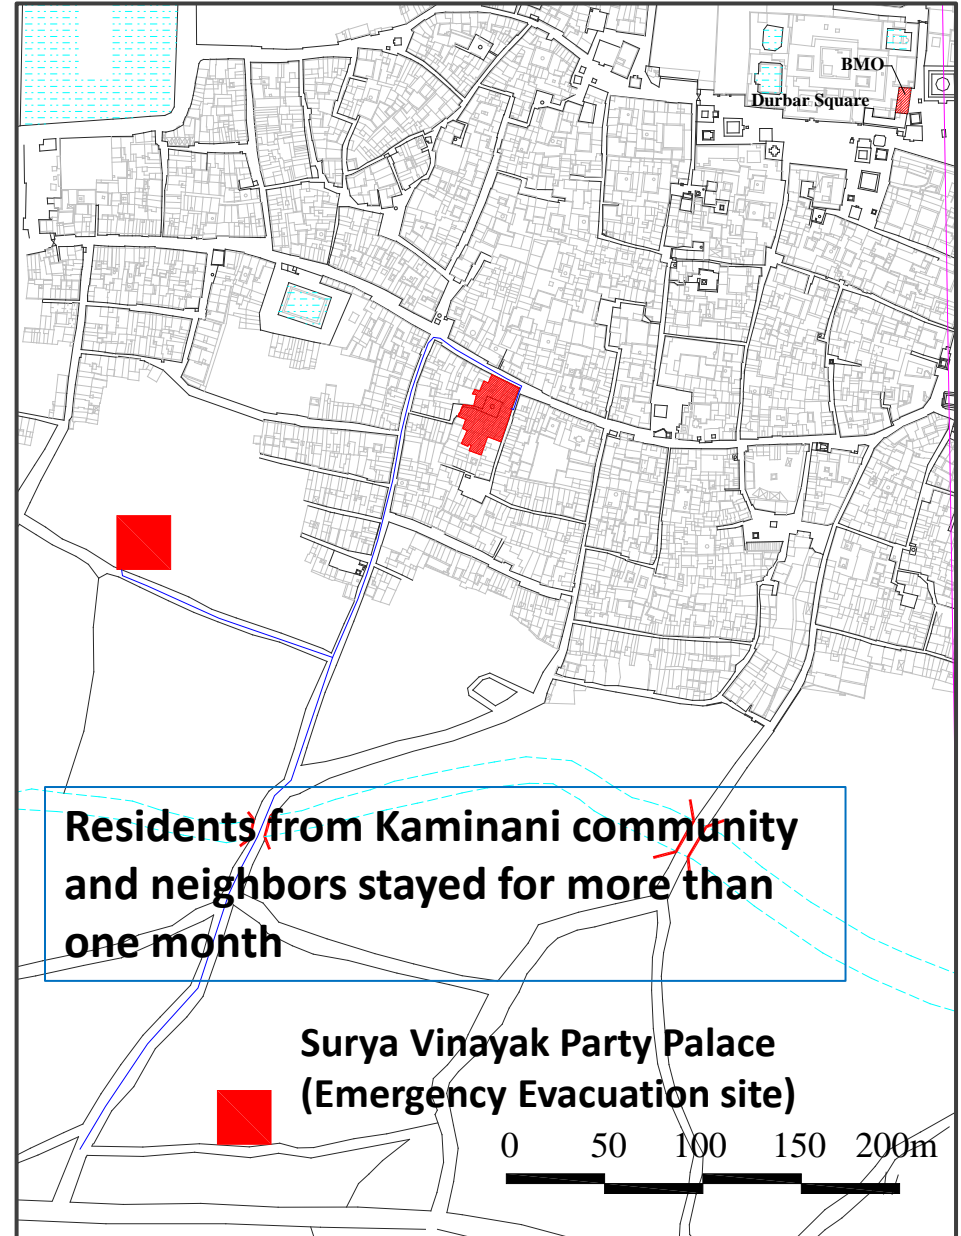 BMO
Durbar Square
Residents from Kaminani community
and neighbors stayed for more than
one month
Surya Vinayak Party Palace
(Emergency Evacuation site)
0 50 100 150 200m